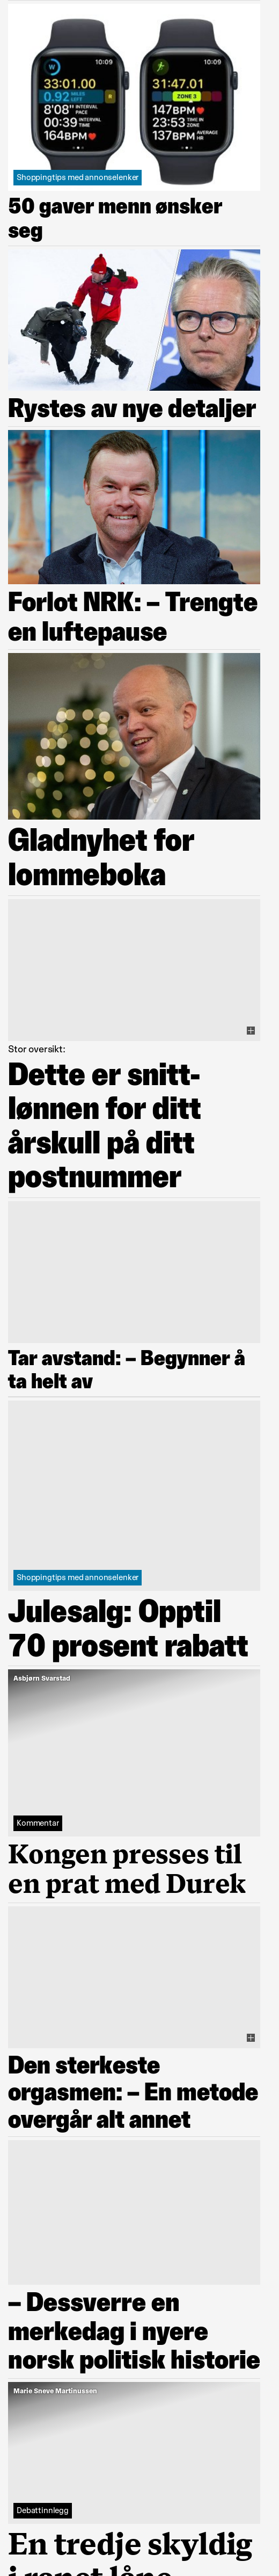 10:09
33:01.00
0.92 MILES
8
8'08" INTERVAL PACE
00:39 INTERVAL TIME
164BPM
10:09
31:47.01
ZONE 3
147BPM
23:53 TIME IN ZONE
137BPM AVERAGE HR
Shoppingtips med annonselenker
50 gaver menn ønsker
seg
Rystes av nye detaljer
Forlot NRK: – Trengte
en luftepause
Gladnyhet for
lommeboka
Stor oversikt:
Dette er snitt-
lønnen for ditt
årskull på ditt
postnummer
Tar avstand: – Begynner å
ta helt av
Shoppingtips med annonselenker
Julesalg: Opptil
70 prosent rabatt
Asbjørn Svarstad
Kommentar
Kongen presses til
en prat med Durek
Den sterkeste
orgasmen: – En metode
overgår alt annet
– Dessverre en
merkedag i nyere
norsk politisk historie
Marie Sneve Martinussen
Debattinnlegg
En tredje skyldig